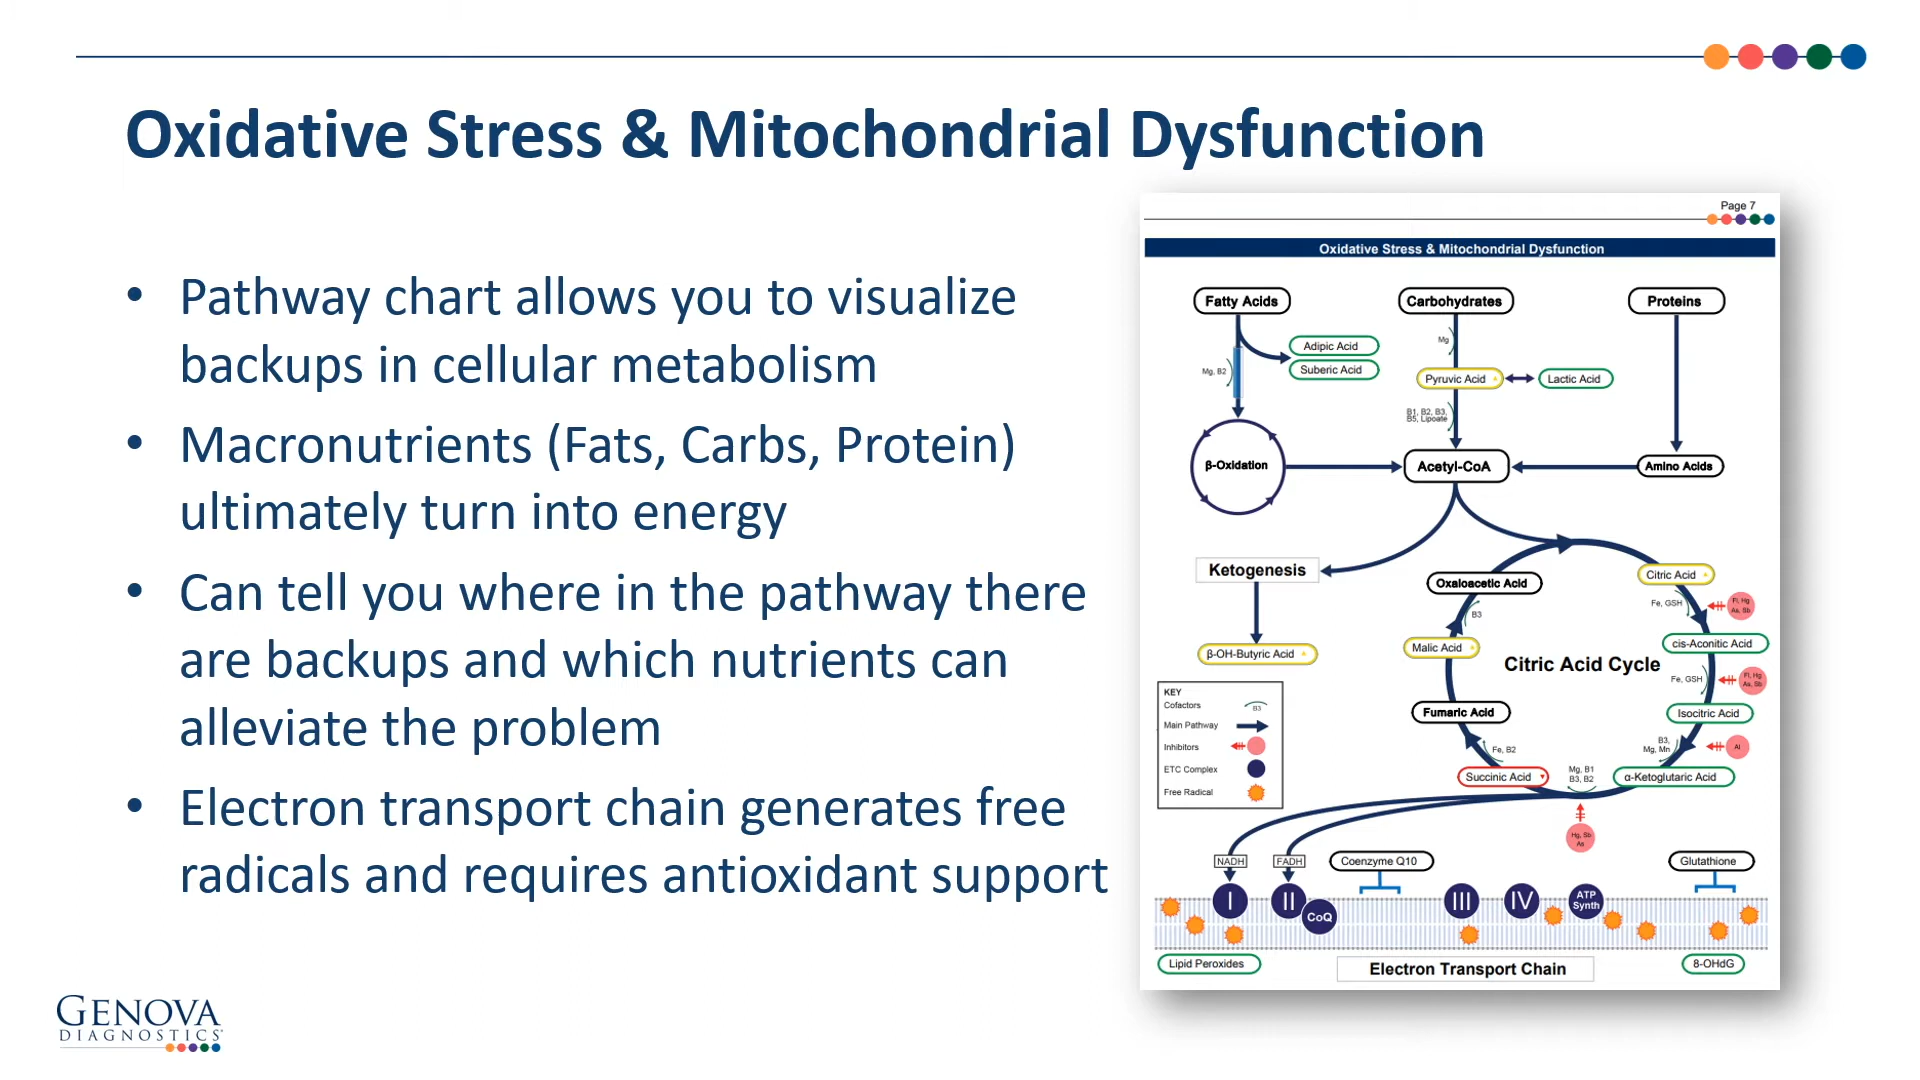 Oxidative Stress & Mitochondrial Dysfunction
• Pathway chart allows you to visualize
backups in cellular metabolism
• Macronutrients (Fats, Carbs, Protein)
ultimately turn into energy
• Can tell you where in the pathway there
are backups and which nutrients can
alleviate the problem
• Electron transport chain generates free
radicals and requires antioxidant support
GENOVA
DIAGNOSTICS
Page 7
Oxidative Stress & Mitochondrial Dysfunction
Fatty Acids
Carbohydrates
Proteins
Mg
Adipic Acid
Suberic Acid
Mg, B2
Pyruvic Acid
Lactic Acid
B1, B2, B3,
B5, Lipoate
β-Oxidation
Acetyl-CoA
Amino Acids
Ketogenesis
β-OH-Butyric Acid
Citric Acid Cycle
Oxaloacetic Acid
B3
Malic Acid
Fumaric Acid
Fe, B2
Succinic Acid
Mg, B1
B3, B2
Hg, Sb
As
Citric Acid
Fe, GSH
Fl, Hg
As, Sb
cis-Aconitic Acid
Fe, GSH
Fl, Hg
As, Sb
Isocitric Acid
B3,
Mg, Mn
Al
α-Ketoglutaric Acid
KEY
Cofactors
B3
Main Pathway
Inhibitors
ETC Complex
Free Radical
NADH
FADH
Coenzyme Q10
Glutathione
I
II
CoQ
III
IV
ATP
Synth
Lipid Peroxides
Electron Transport Chain
8-OHdG